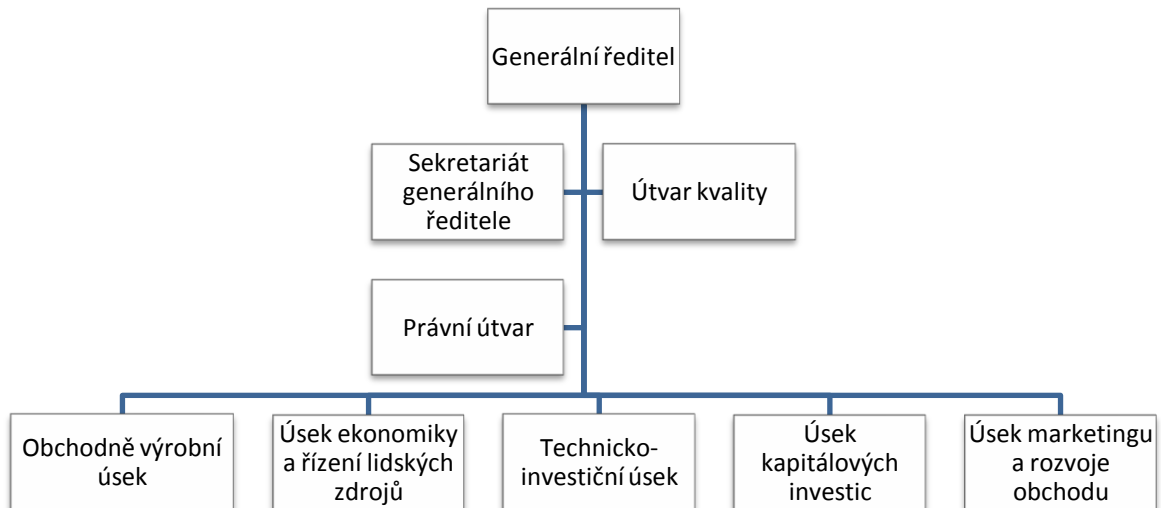 Generální ředitel
Sekretariát
generálního
ředitele
Útvar kvality
Právní útvar
Obchodně výrobní
úsek
Úsek ekonomiky
a řízení lidských
zdrojů
Technicko-
investiční úsek
Úsek
kapitálových
investic
Úsek marketingu
a rozvoje
obchodu